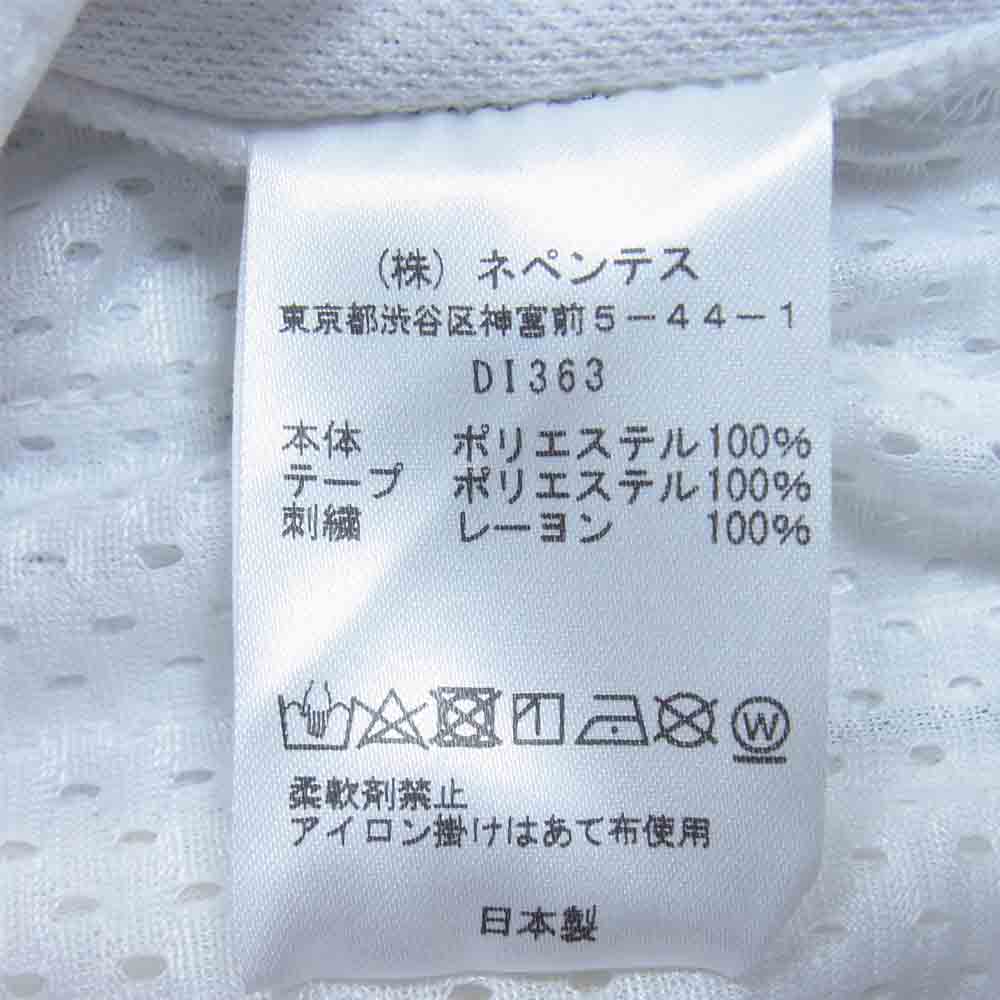 (株) ネペンテス
東京都渋谷区神宮前5-44-1
DI363
本体 ポリエステル100%
テープ ポリエステル100%
刺繍 レーヨン 100%
W
柔軟剤禁止
アイロン掛けはあて布使用
日本製